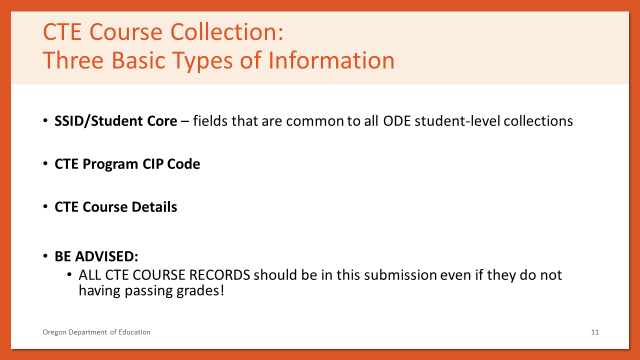 CTE Course Collection:
Three Basic Types of Information
• SSID/Student Core – fields that are common to all ODE student-level collections
• CTE Program CIP Code
• CTE Course Details
• BE ADVISED:
• ALL CTE COURSE RECORDS should be in this submission even if they do not
having passing grades!
Oregon Department of Education
11